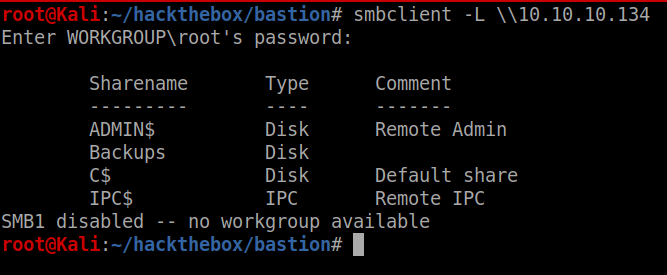 root@Kali:~/hackthebox/bastion# smbclient -L \\10.10.10.134
Enter WORKGROUP\root's password:
Sharename Type Comment
--------- ---- -------
ADMIN$ Disk Remote Admin
Backups Disk
C$ Disk Default share
IPC$ IPC Remote IPC
SMB1 disabled -- no workgroup available
root@Kali:~/hackthebox/bastion#